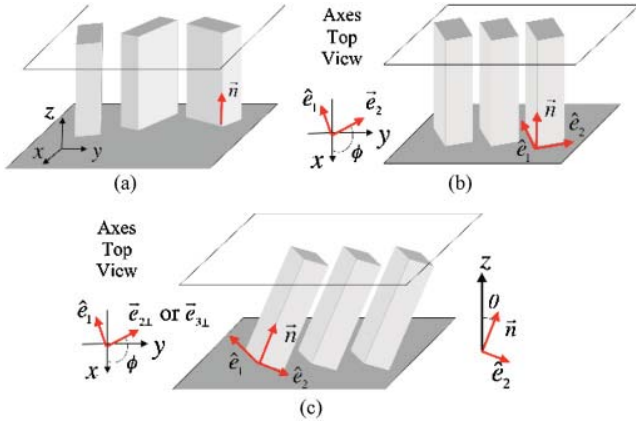 Axes
Top
View
n⃗
z
x
y
(a)
ê₁
e⃗₂
y
x
ϕ
n⃗
ê₁
ê₂
(b)
Axes
Top
View
ê₁
e⃗₂⊥ or e⃗₃⊥
y
x
ϕ
n⃗
ê₁
ê₂
z
θ
n⃗
ê₂
(c)